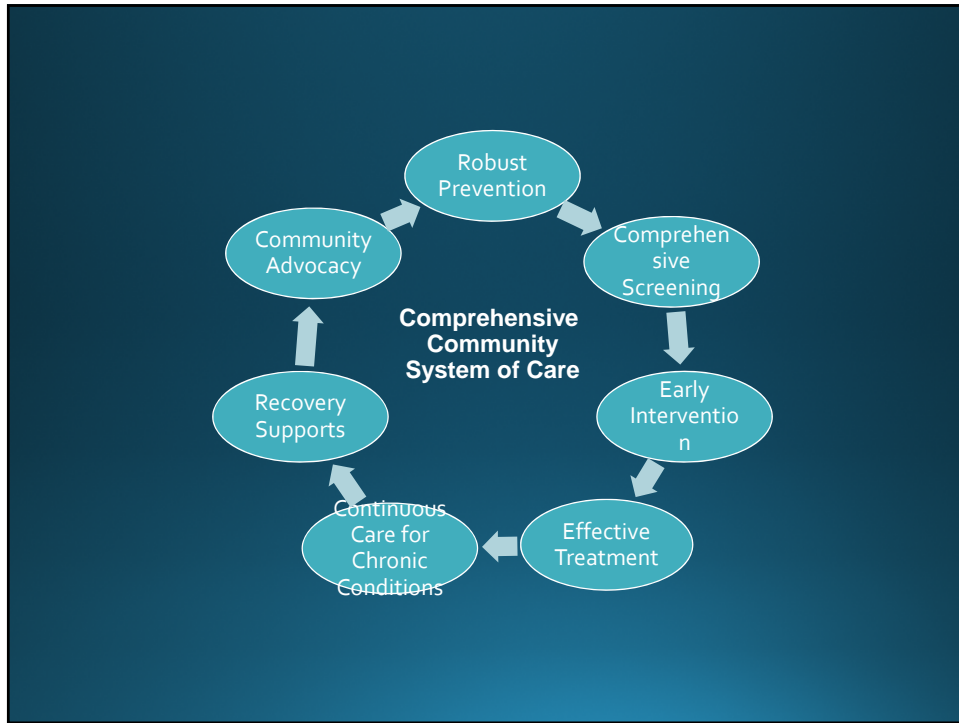 Robust
Prevention
Comprehen
sive
Screening
Early
Interventio
n
Effective
Treatment
Continuous
Care for
Chronic
Conditions
Recovery
Supports
Community
Advocacy
Comprehensive
Community
System of Care